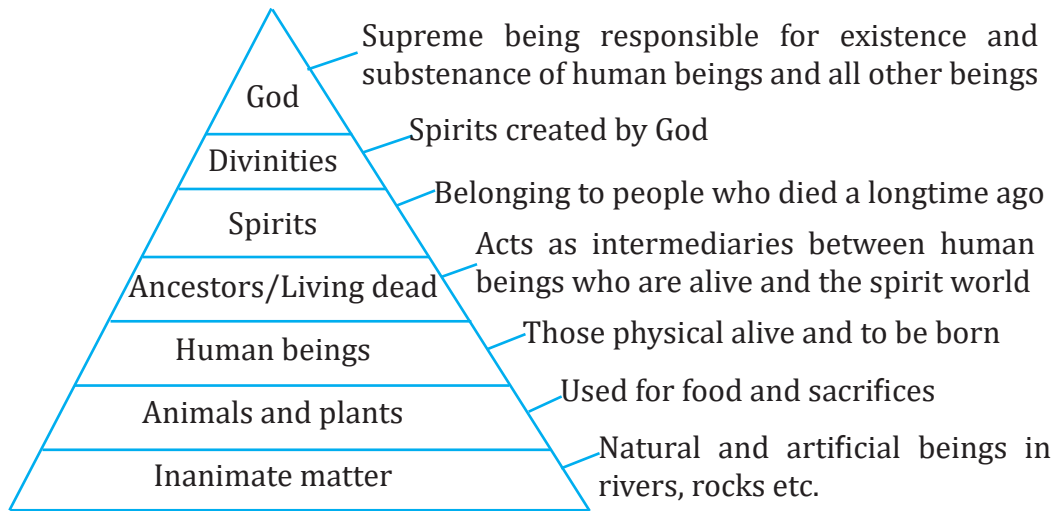 Supreme being responsible for existence and
substenance of human beings and all other beings
God
Spirits created by God
Divinities
Belonging to people who died a longtime ago
Spirits
Acts as intermediaries between human
beings who are alive and the spirit world
Ancestors/Living dead
Those physical alive and to be born
Human beings
Used for food and sacrifices
Animals and plants
Natural and artificial beings in
rivers, rocks etc.
Inanimate matter